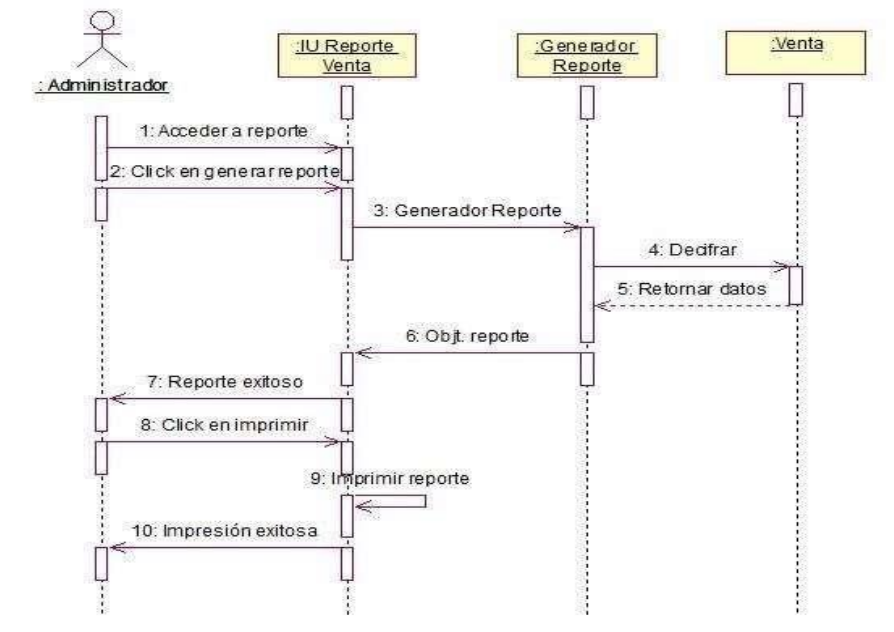 : Administrador
:IU Reporte
Venta
:Generador
Reporte
:Venta
1: Acceder a reporte
2: Click en generar reporte
3: Generador Reporte
4: Decifrar
5: Retornar datos
6: Objt. reporte
7: Reporte exitoso
8: Click en imprimir
9: Imprimir reporte
10: Impresión exitosa